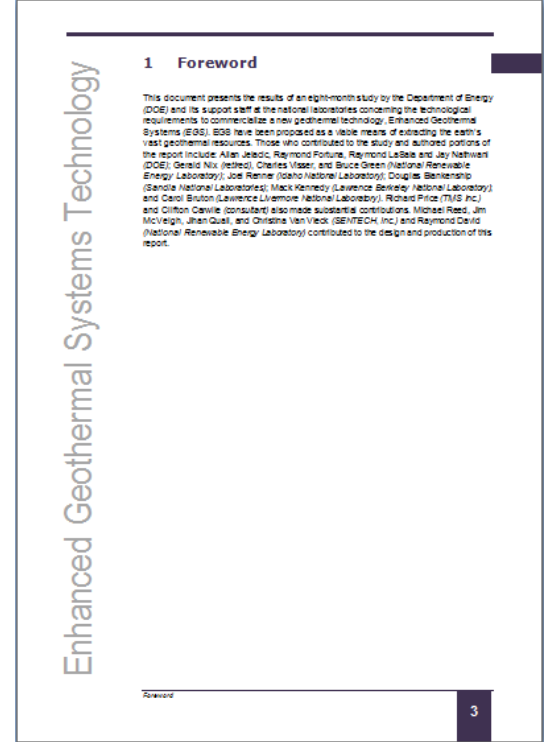 Enhanced Geothermal Systems Technology
1 Foreword
This document presents the results of an eight-month study by the Department of Energy
(DOE) and its support staff at the national laboratories concerning the technological
requirements to commercialize a new geothermal technology, Enhanced Geothermal
Systems (EGS). EGS have been proposed as a viable means of extracting the earth's
vast geothermal resources. Those who contributed to the study and authored portions of
the report include: Allan Jelacic, Raymond Fortuna, Raymond LaSala and Jay Nathwani
(DOE); Gerald Nix (retired), Charles Visser, and Bruce Green (National Renewable
Energy Laboratory); Joel Renner (Idaho National Laboratory); Douglas Blankenship
(Sandia National Laboratories); Mack Kennedy (Lawrence Berkeley National Laboratory);
and Carol Bruton (Lawrence Livermore National Laboratory). Richard Price (TMS Inc.)
and Clifton Carwile (consultant) also made substantial contributions. Michael Reed, Jim
McVeigh, Jihan Quail, and Christina Van Vleck (SENTECH, Inc.) and Raymond David
(National Renewable Energy Laboratory) contributed to the design and production of this
report.
Foreword
3